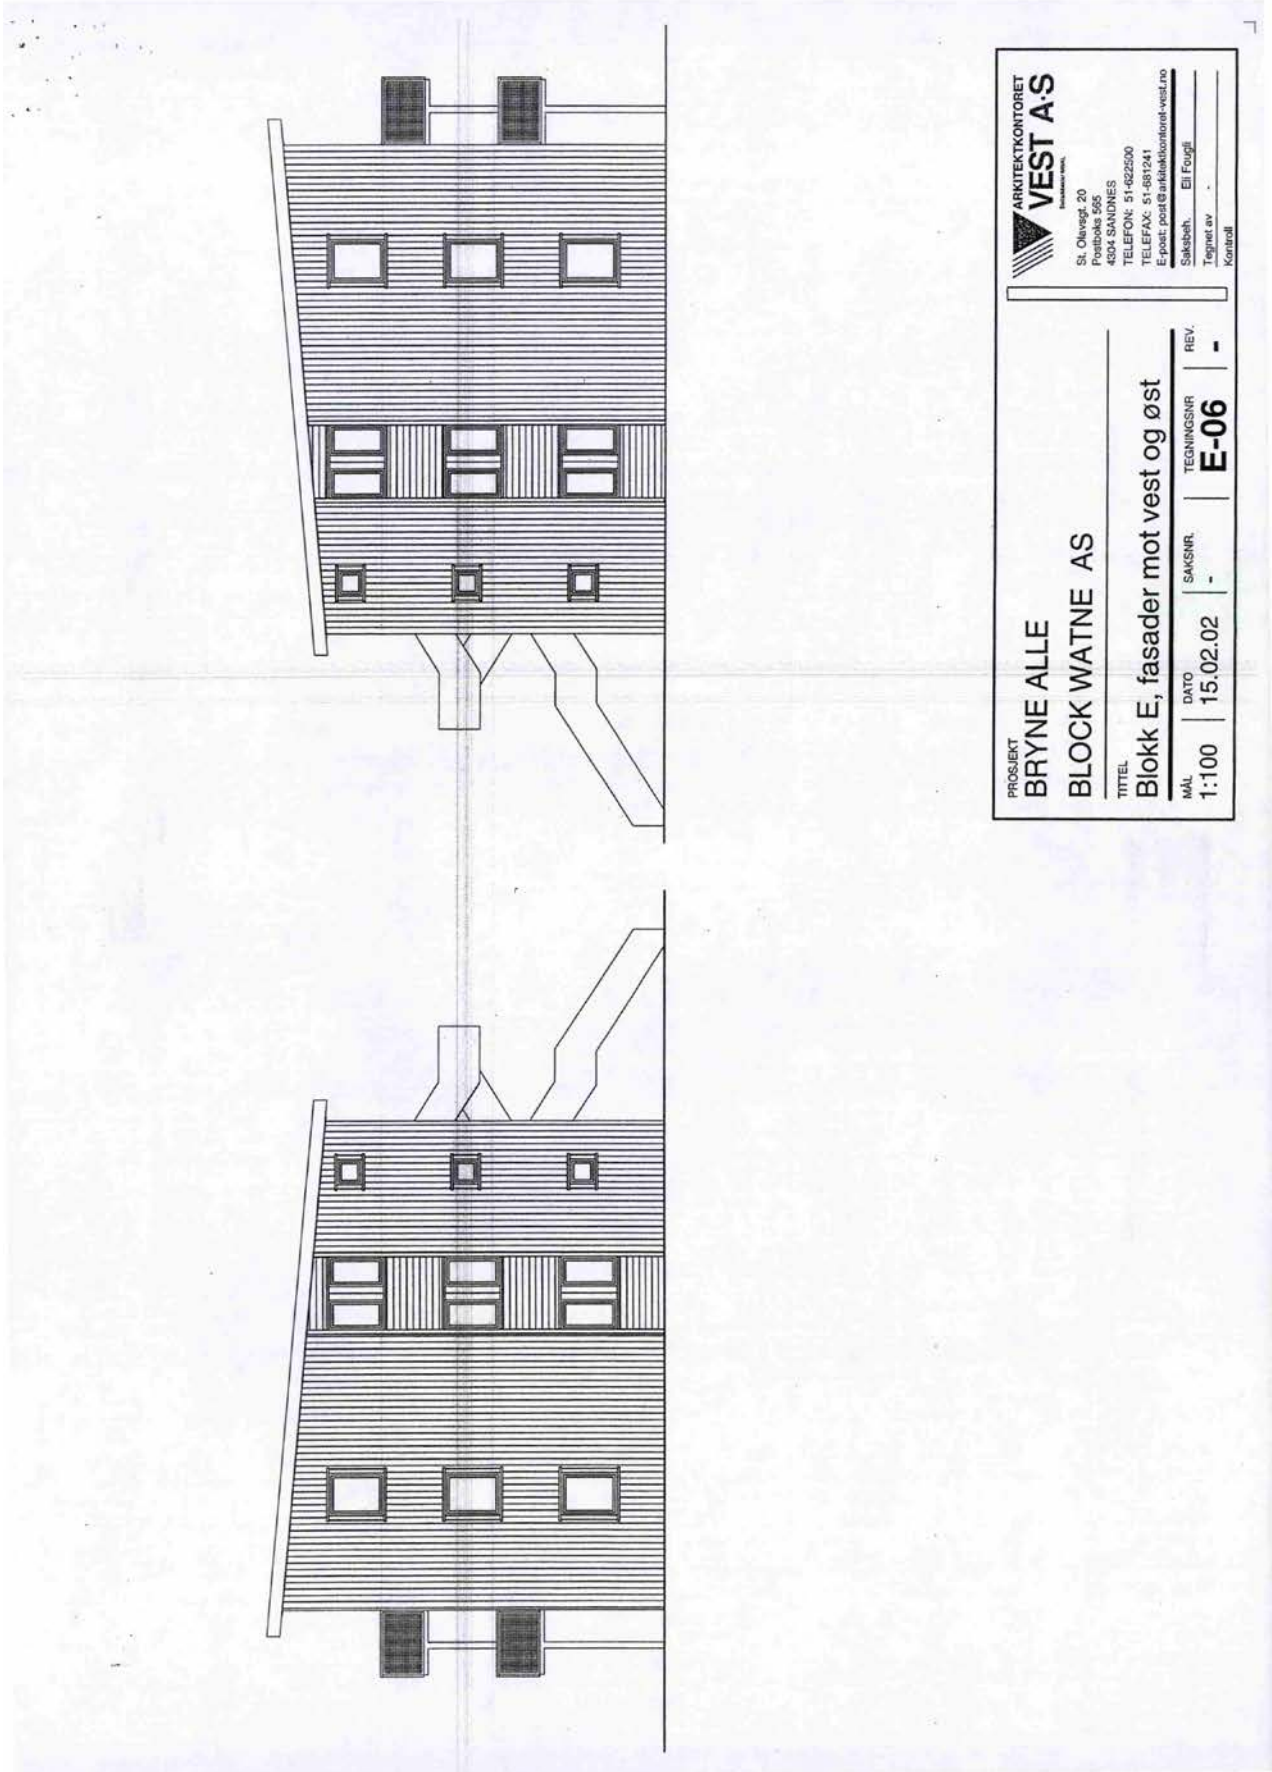 PROSJEKT
BRYNE ALLE
BLOCK WATNE AS
TITTEL
Blokk E, fasader mot vest og øst
MÅL
1:100
DATO
15.02.02
SAKSNR.
-
TEGNINGSNR
E-06
REV.
-
ARKITEKTKONTORET
VEST A·S
St. Olavsgt. 20
Postboks 565
4304 SANDNES
TELEFON: 51-622500
TELEFAX: 51-681241
E-post: post@arkitektkontoret-vest.no
Saksbeh. Eli Fougli
Tegnet av
Kontroll